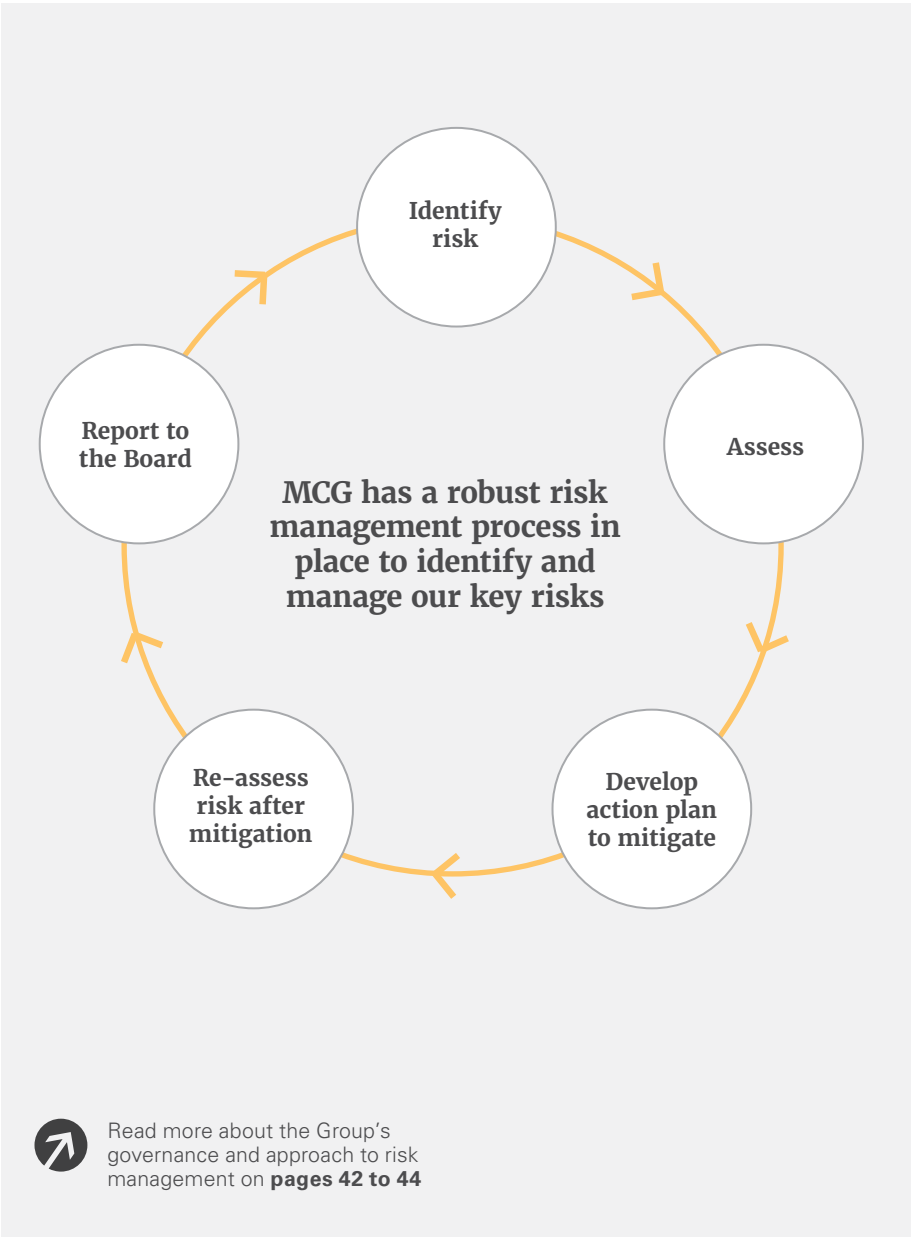 Identify
risk
Assess
Develop
action plan
to mitigate
Re-assess
risk after
mitigation
Report to
the Board
MCG has a robust risk
management process in
place to identify and
manage our key risks
Read more about the Group’s
governance and approach to risk
management on pages 42 to 44